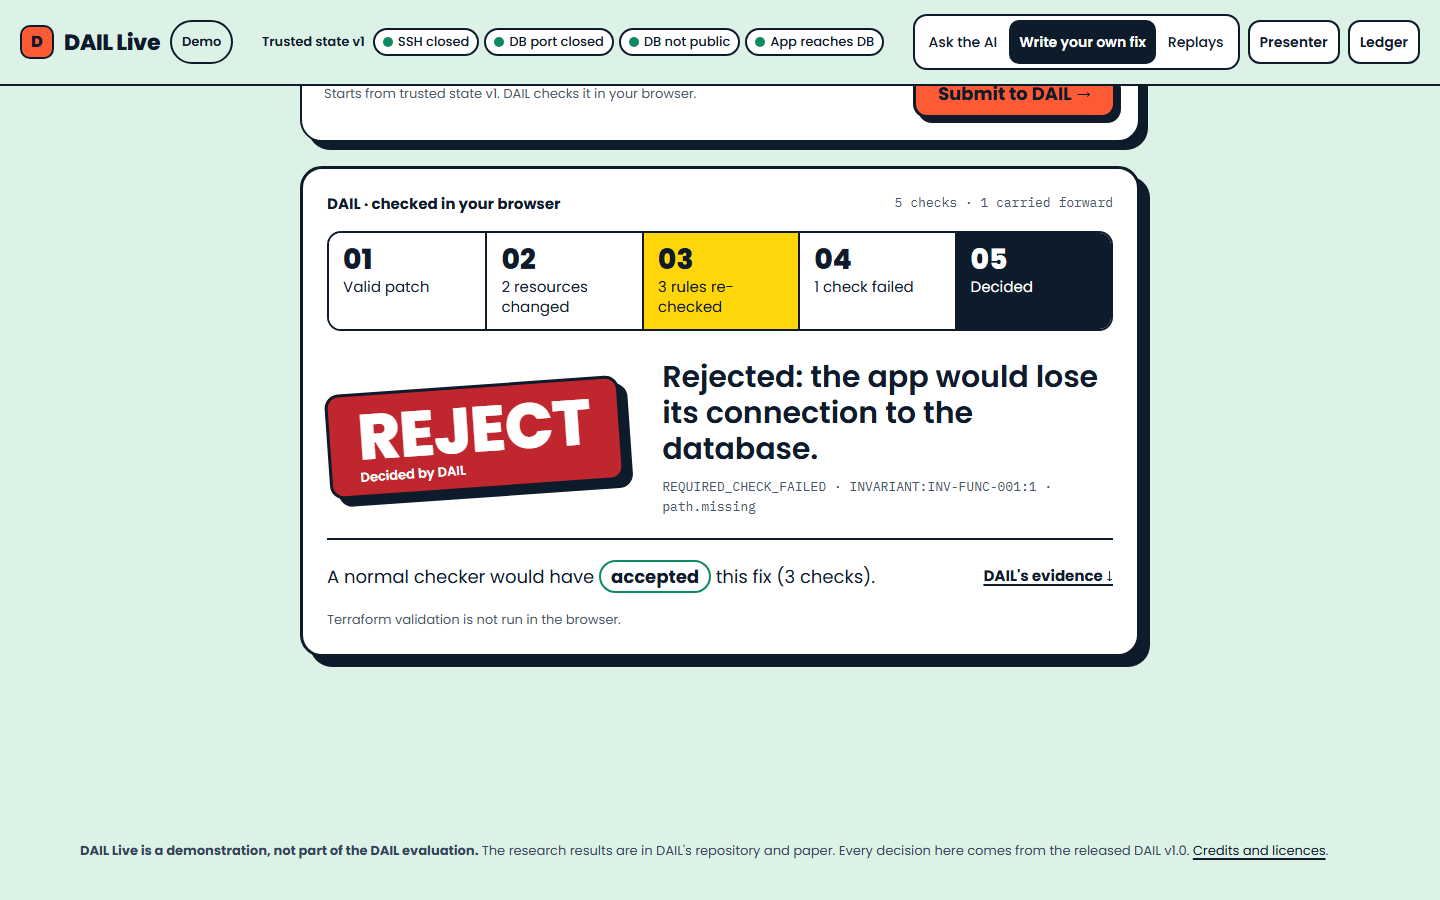 D DAIL Live Demo Trusted state v1 SSH closed DB port closed DB not public App reaches DB Ask the AI Write your own fix Replays Presenter Ledger
Starts from trusted state v1. DAIL checks it in your browser. Submit to DAIL →
DAIL · checked in your browser 5 checks · 1 carried forward
01 02 03 04 05
Valid patch 2 resources 3 rules re- 1 check failed Decided
changed checked
Rejected: the app would lose
its connection to the
database.
REJECT
Decided by DAIL
REQUIRED_CHECK_FAILED · INVARIANT:INV-FUNC-001:1 ·
path.missing
A normal checker would have accepted this fix (3 checks). DAIL's evidence ↓
Terraform validation is not run in the browser.
DAIL Live is a demonstration, not part of the DAIL evaluation. The research results are in DAIL's repository and paper. Every decision here comes from the released DAIL v1.0. Credits and licences.